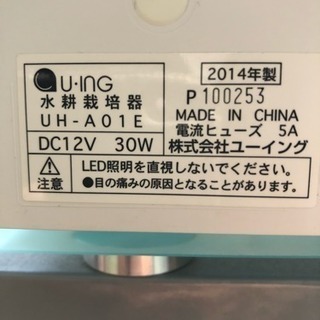 U·ING
水耕栽培器
UH-A01E
DC12V 30W
2014年製
P 100253
MADE IN CHINA
電流ヒューズ 5A
株式会社ユーイング
注意
LED照明を直視しないでください。
●目の痛みの原因となることがあります。